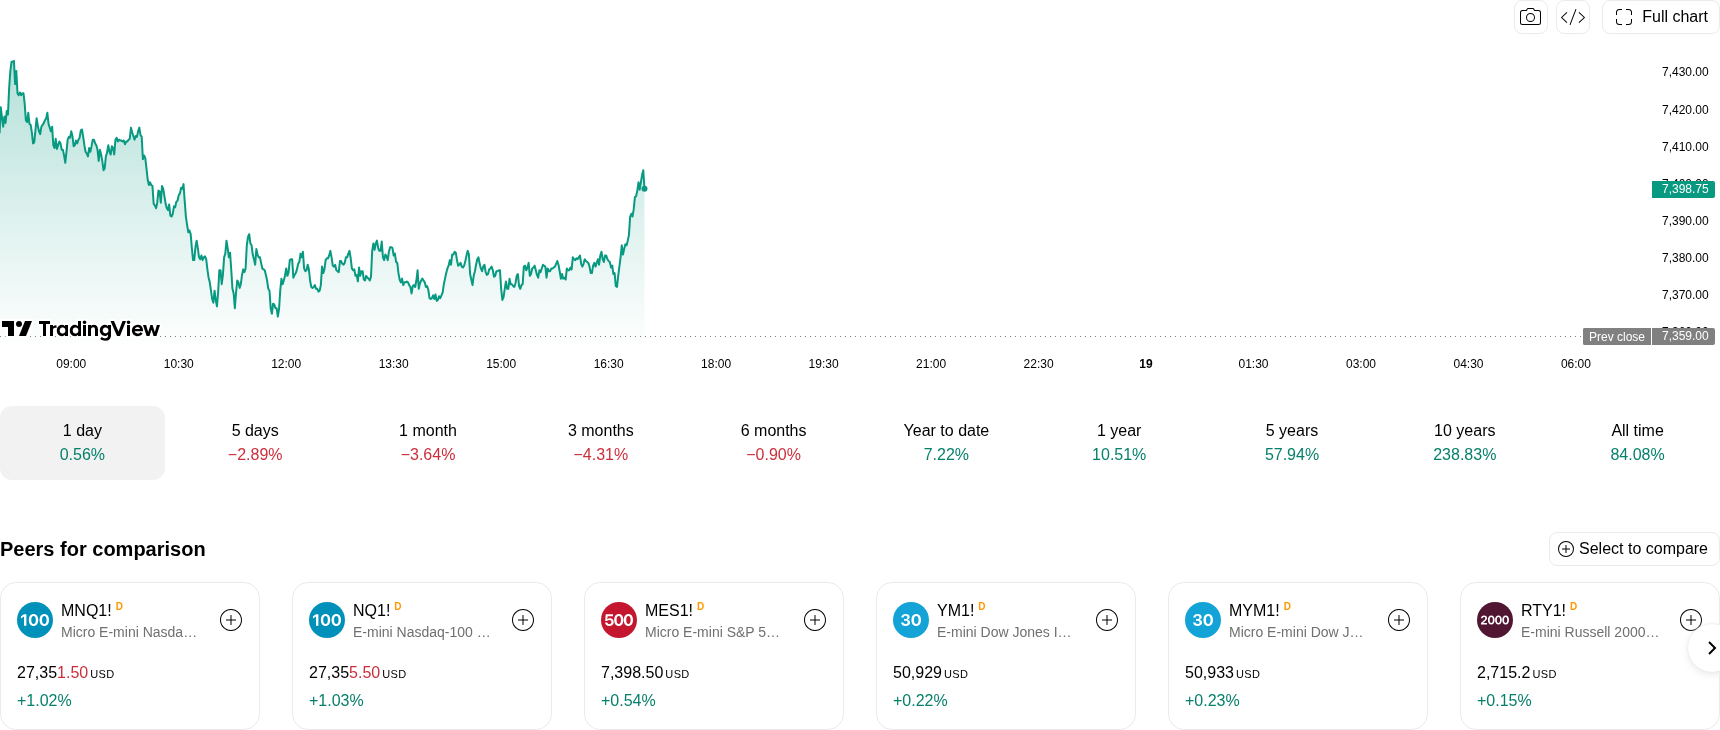 </> Full chart
7,430.00
7,420.00
7,410.00
7,398.75
7,390.00
7,380.00
7,370.00
TradingView
Prev close 7,359.00
09:00 10:30 12:00 13:30 15:00 16:30 18:00 19:30 21:00 22:30 19 01:30 03:00 04:30 06:00
1 day 5 days 1 month 3 months 6 months Year to date 1 year 5 years 10 years All time
0.56% −2.89% −3.64% −4.31% −0.90% 7.22% 10.51% 57.94% 238.83% 84.08%
Peers for comparison Select to compare
100 MNQ1! D 100 NQ1! D 500 MES1! D 30 YM1! D 30 MYM1! D 2000 RTY1! D
Micro E-mini Nasda… E-mini Nasdaq-100 … Micro E-mini S&P 5… E-mini Dow Jones I… Micro E-mini Dow J… E-mini Russell 2000…
27,351.50 USD 27,355.50 USD 7,398.50 USD 50,929 USD 50,933 USD 2,715.2 USD
+1.02% +1.03% +0.54% +0.22% +0.23% +0.15%